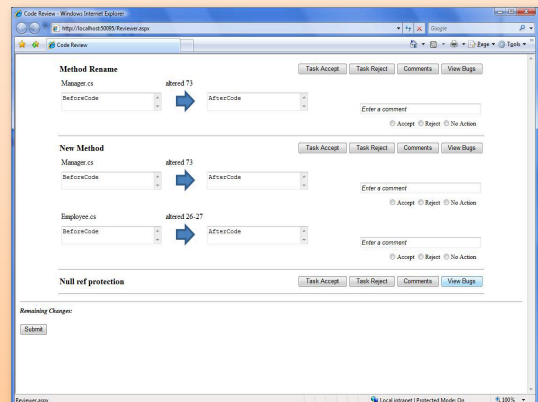 Code Review - Windows Internet Explorer
http://localhost:50095/Reviewer.aspx
Google
Code Review
Page Tools
Method Rename Task Accept Task Reject Comments View Bugs
Manager.cs altered 73
BeforeCode AfterCode
Enter a comment
Accept Reject No Action
New Method Task Accept Task Reject Comments View Bugs
Manager.cs altered 73
BeforeCode AfterCode
Enter a comment
Accept Reject No Action
Employee.cs altered 26-27
BeforeCode AfterCode
Enter a comment
Accept Reject No Action
Null ref protection Task Accept Task Reject Comments View Bugs
Remaining Changes:
Submit
Reviewer.aspx Local intranet | Protected Mode: On 100%